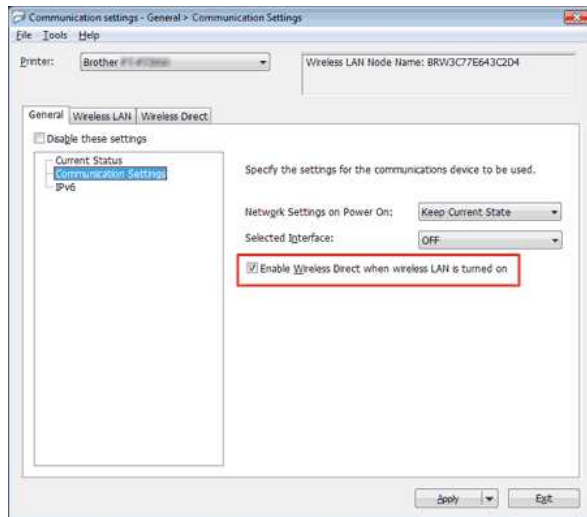 Communication settings - General > Communication Settings
File Tools Help
Printer: Brother
Wireless LAN Node Name: BRW3C77E643C2D4
General Wireless LAN Wireless Direct
Disable these settings
Current Status
Communication Settings
IPv6
Specify the settings for the communications device to be used.
Network Settings on Power On: Keep Current State
Selected Interface: OFF
Enable Wireless Direct when wireless LAN is turned on
Apply Exit